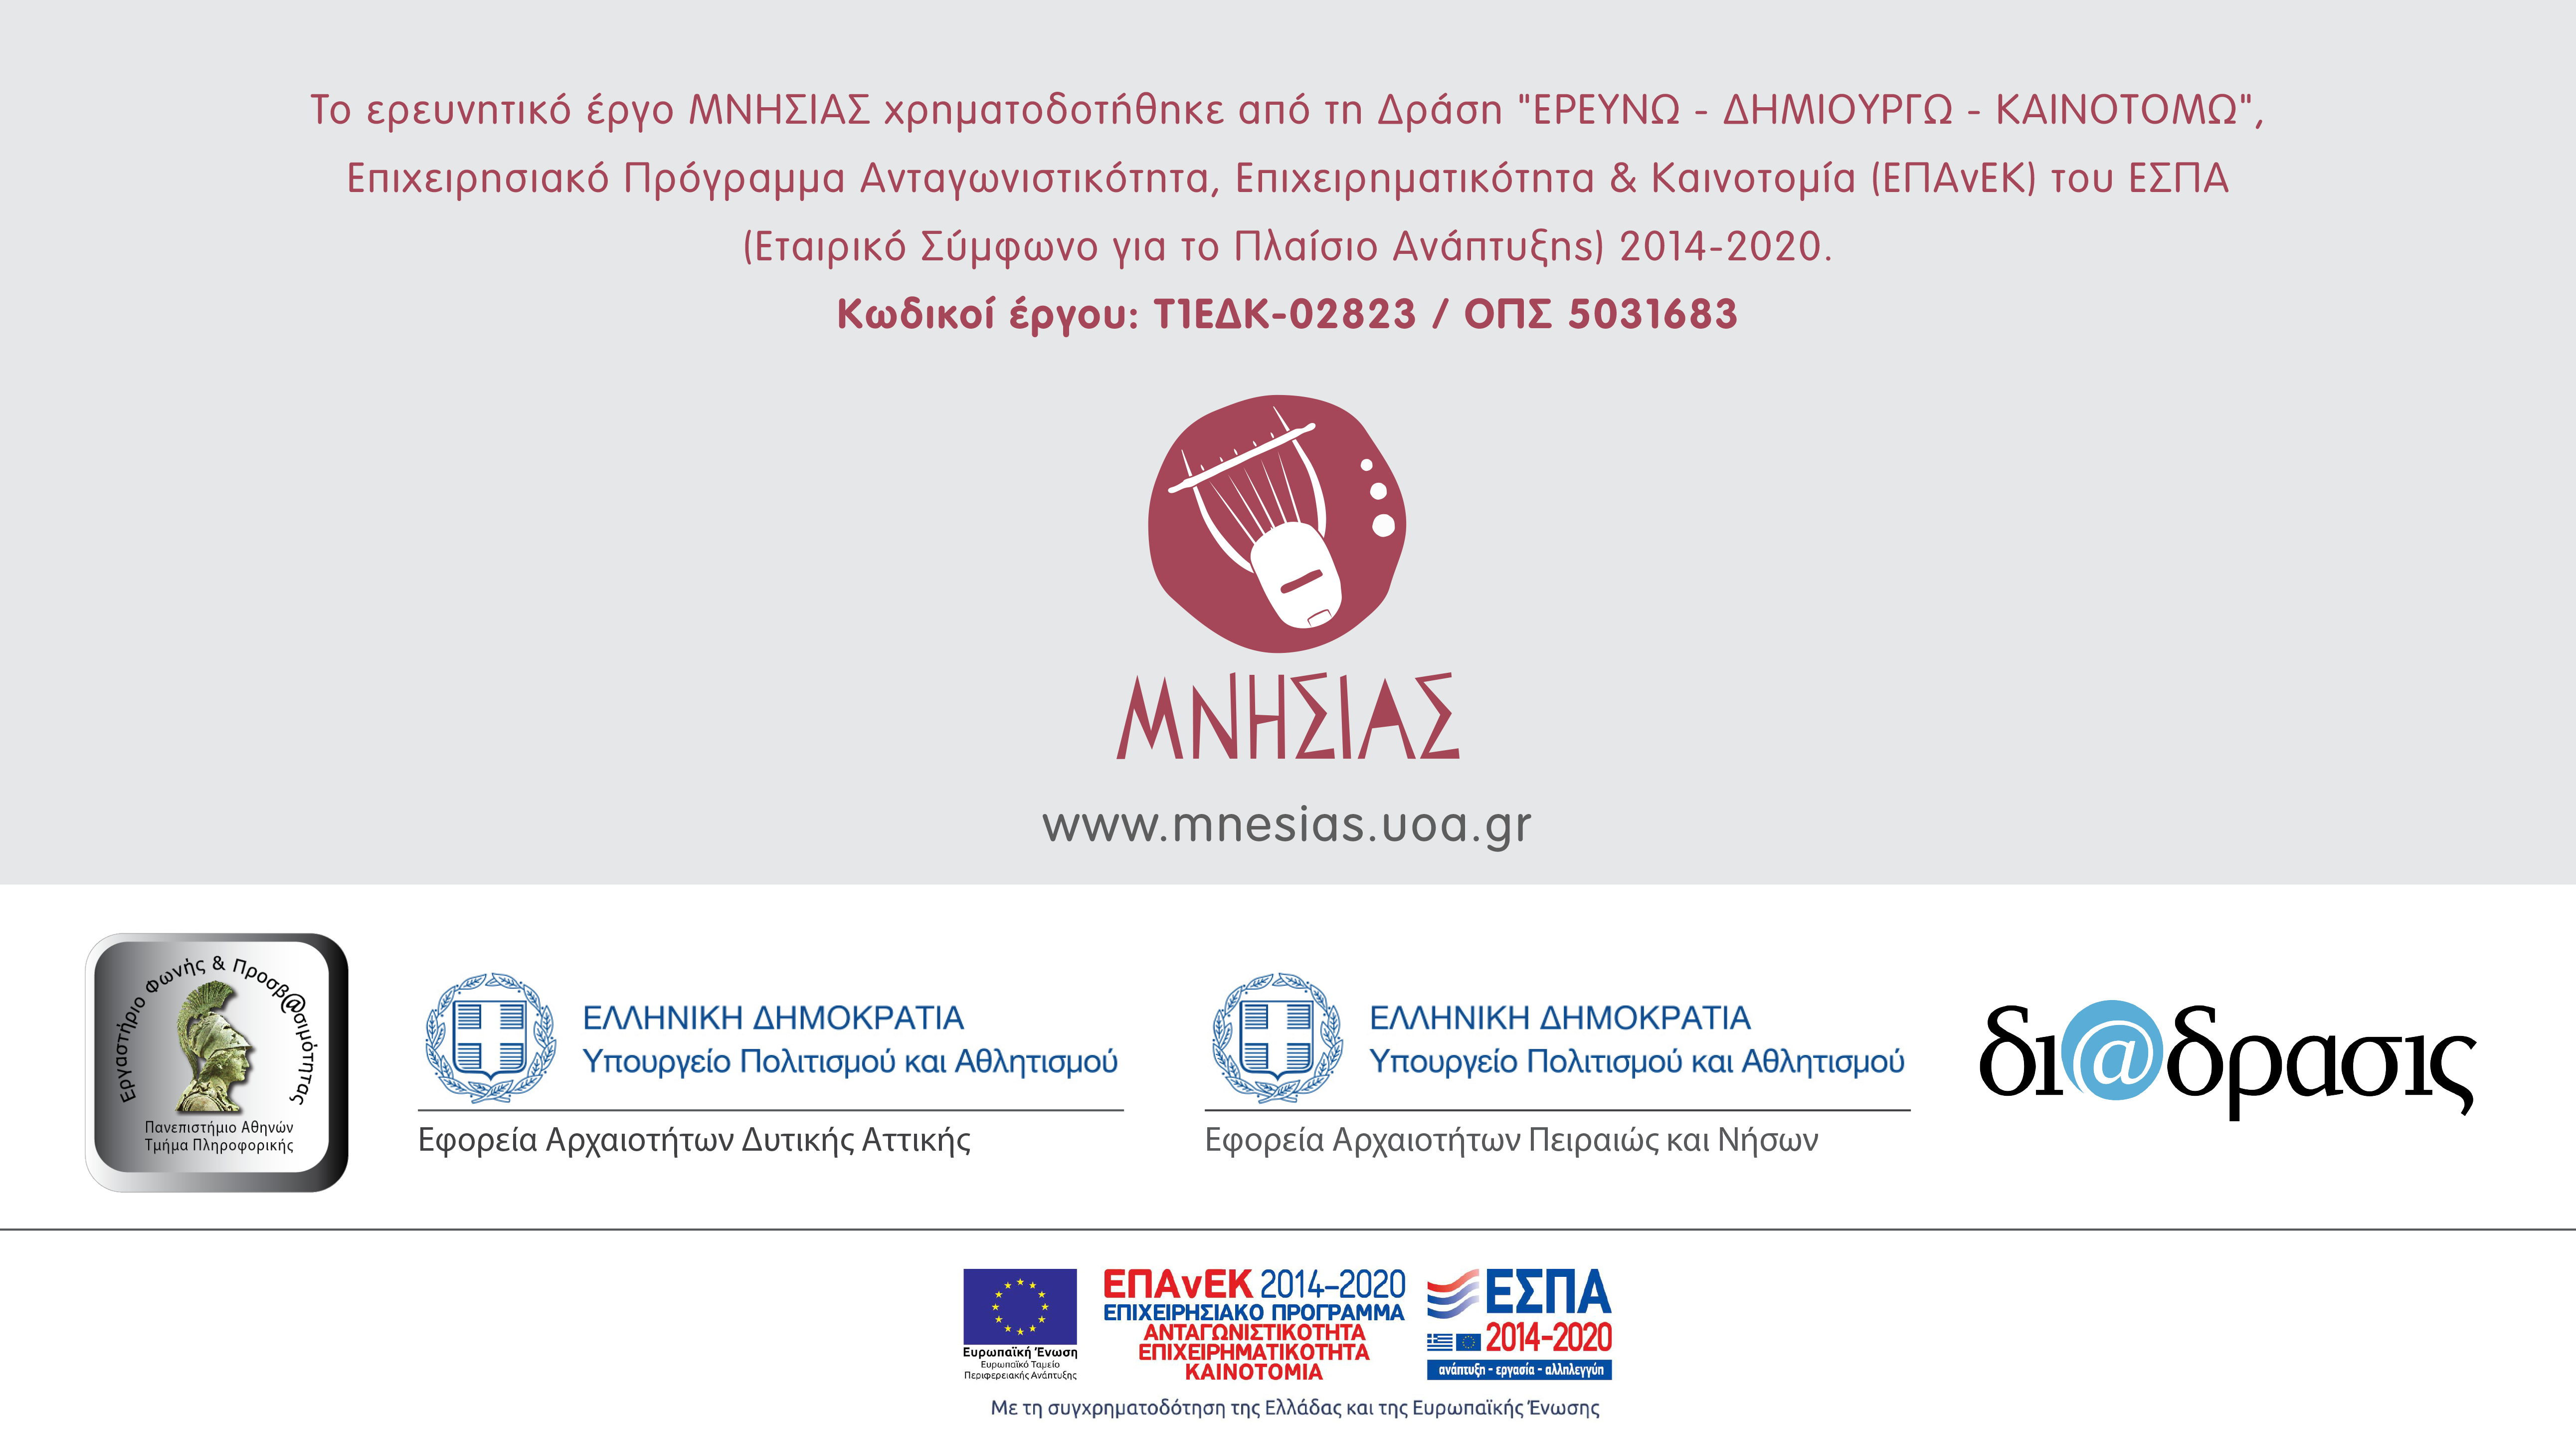 Το ερευνητικό έργο ΜΝΗΣΙΑΣ χρηματοδοτήθηκε από τη Δράση "ΕΡΕΥΝΩ - ΔΗΜΙΟΥΡΓΩ - ΚΑΙΝΟΤΟΜΩ",
Επιχειρησιακό Πρόγραμμα Ανταγωνιστικότητα, Επιχειρηματικότητα & Καινοτομία (ΕΠΑνΕΚ) του ΕΣΠΑ
(Εταιρικό Σύμφωνο για το Πλαίσιο Ανάπτυξης) 2014-2020.
Κωδικοί έργου: Τ1ΕΔΚ-02823 / ΟΠΣ 5031683
ΜΝΗΣΙΑΣ
www.mnesias.uoa.gr
Εργαστήριο Φωνής & Προσβ@σιμότητας
Πανεπιστήμιο Αθηνών
Τμήμα Πληροφορικής
ΕΛΛΗΝΙΚΗ ΔΗΜΟΚΡΑΤΙΑ
Υπουργείο Πολιτισμού και Αθλητισμού
Εφορεία Αρχαιοτήτων Δυτικής Αττικής
ΕΛΛΗΝΙΚΗ ΔΗΜΟΚΡΑΤΙΑ
Υπουργείο Πολιτισμού και Αθλητισμού
Εφορεία Αρχαιοτήτων Πειραιώς και Νήσων
δι@δρασις
Ευρωπαϊκή Ένωση
Ευρωπαϊκό Ταμείο
Περιφερειακής Ανάπτυξης
ΕΠΑνΕΚ 2014–2020
ΕΠΙΧΕΙΡΗΣΙΑΚΟ ΠΡΟΓΡΑΜΜΑ
ΑΝΤΑΓΩΝΙΣΤΙΚΟΤΗΤΑ
ΕΠΙΧΕΙΡΗΜΑΤΙΚΟΤΗΤΑ
ΚΑΙΝΟΤΟΜΙΑ
ΕΣΠΑ
2014-2020
ανάπτυξη - εργασία - αλληλεγγύη
Με τη συγχρηματοδότηση της Ελλάδας και της Ευρωπαϊκής Ένωσης